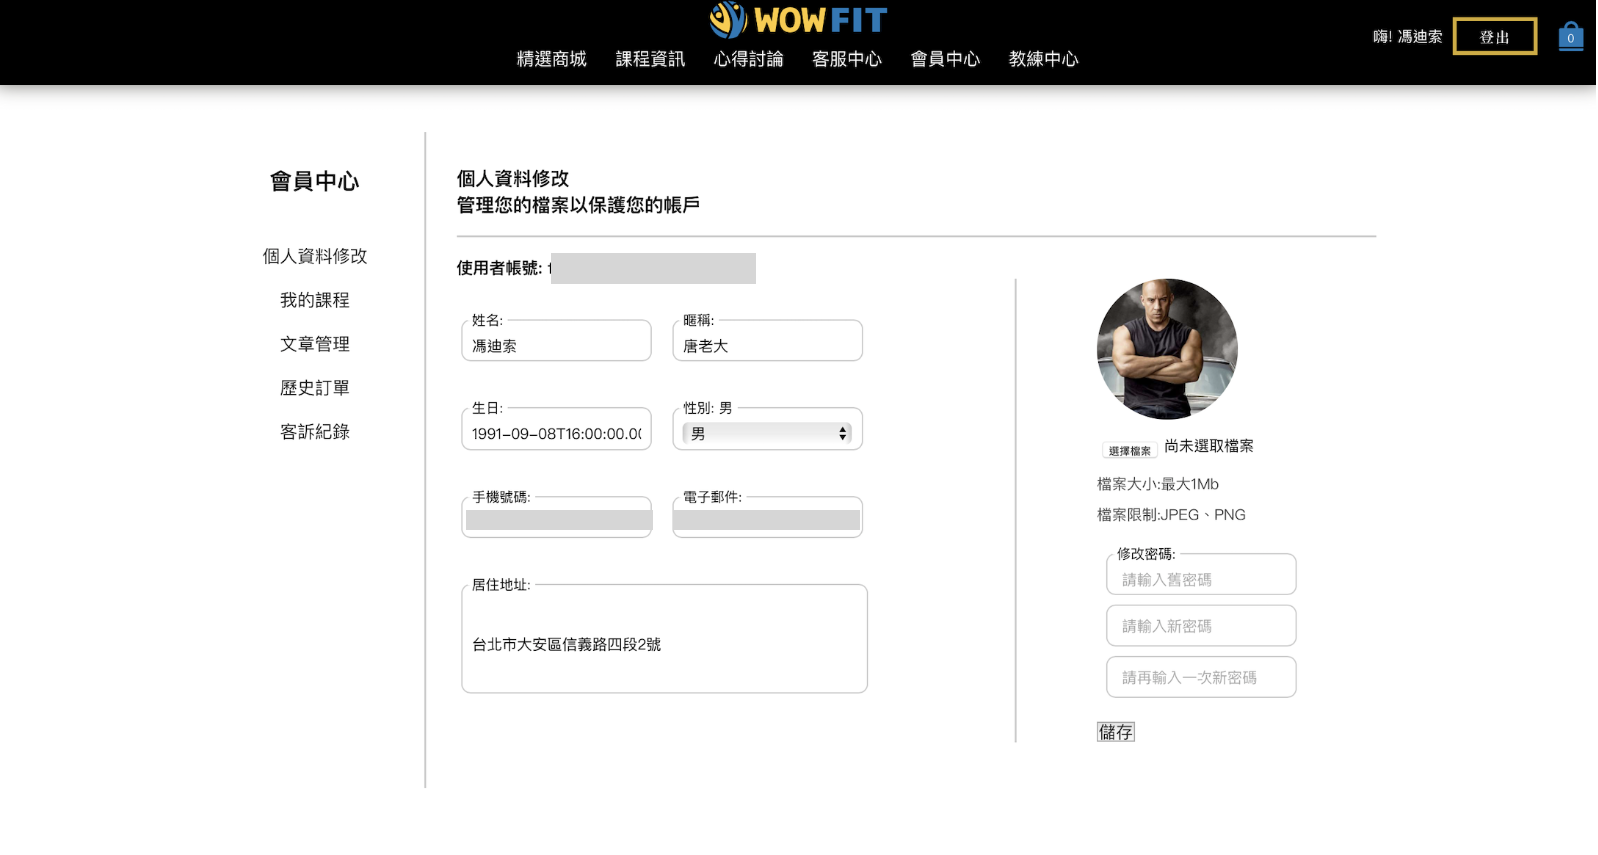 WOWFIT
精選商城 課程資訊 心得討論 客服中心 會員中心 教練中心
嗨! 馮迪索 登出 0
會員中心
個人資料修改
我的課程
文章管理
歷史訂單
客訴紀錄
個人資料修改
管理您的檔案以保護您的帳戶
使用者帳號:
姓名: 暱稱:
馮迪索 唐老大
生日: 性別: 男
1991-09-08T16:00:00.00 男
手機號碼: 電子郵件:
居住地址:
台北市大安區信義路四段2號
選擇檔案 尚未選取檔案
檔案大小:最大1Mb
檔案限制:JPEG、PNG
修改密碼:
請輸入舊密碼
請輸入新密碼
請再輸入一次新密碼
儲存